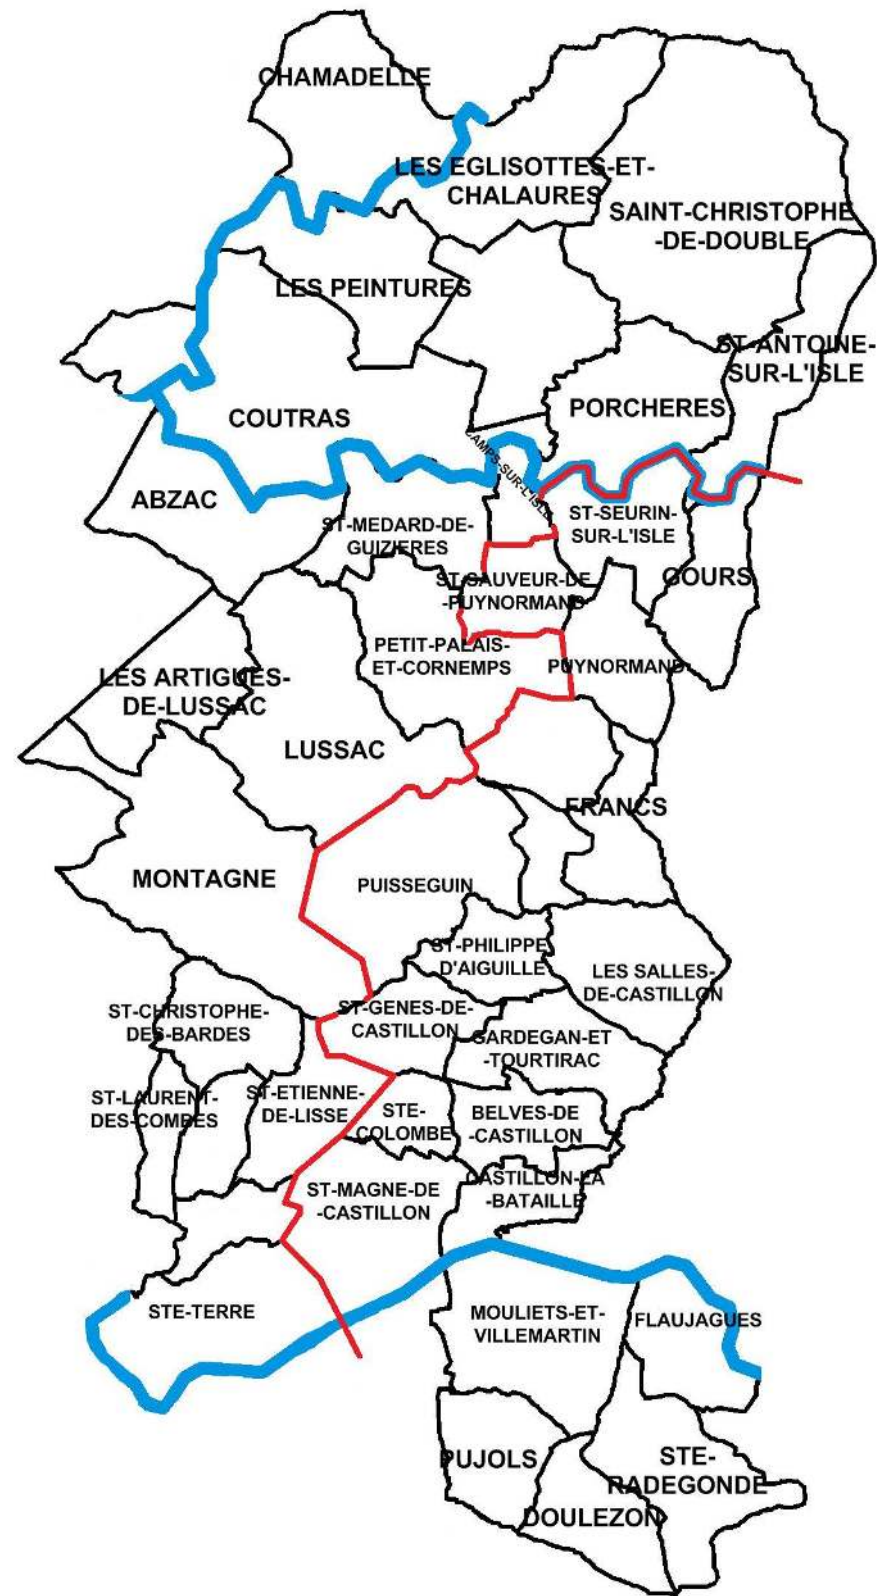 CHAMADELLE
LES EGLISOTTES-ET-
CHALAURES
SAINT-CHRISTOPHE
-DE-DOUBLE
LES PEINTURES
ST-ANTOINE-
SUR-L'ISLE
PORCHERES
COUTRAS
CAMPS-SUR-L'ISLE
ABZAC
ST-MEDARD-DE-
GUIZIERES
ST-SEURIN-
SUR-L'ISLE
GOURS
ST-SAUVEUR-DE-
-PUYNORMAND
PETIT-PALAIS-
ET-CORNEMPS
PUYNORMAND
LES ARTIGUES-
DE-LUSSAC
LUSSAC
FRANCS
MONTAGNE
PUISSEGUIN
ST-PHILIPPE
D'AIGUILLE
LES SALLES-
DE-CASTILLON
ST-CHRISTOPHE-
DES-BARDES
ST-GENES-DE-
CASTILLON
GARDEGAN-ET
-TOURTIRAC
ST-LAURENT-
DES-COMBES
ST-ETIENNE-
DE-LISSE
STE-
COLOMBE
BELVES-DE-
-CASTILLON
ST-MAGNE-DE-
-CASTILLON
CASTILLON-LA
-BATAILLE
STE-TERRE
MOULIETS-ET-
VILLEMARTIN
FLAUJAGUES
PUJOLS
STE-
RADEGONDE
DOULEZON